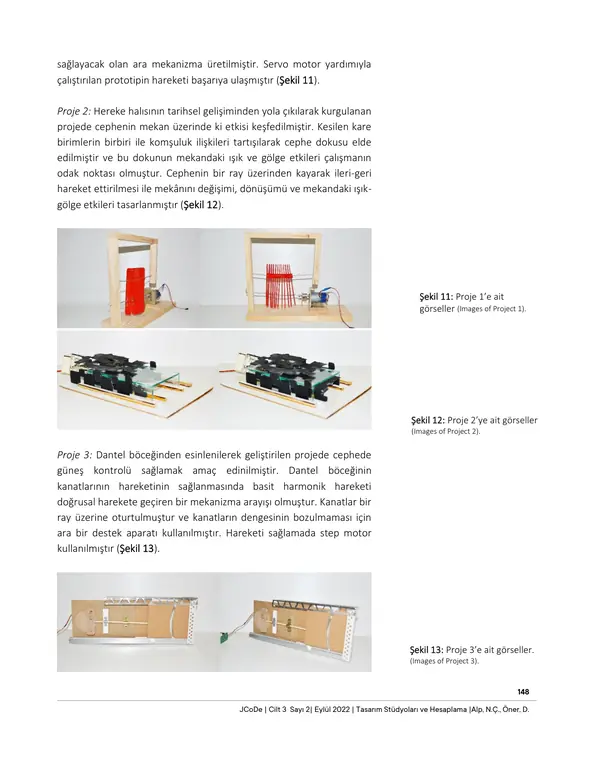 sağlayacak olan ara mekanizma üretilmiştir. Servo motor yardımıyla
çalıştırılan prototipin hareketi başarıya ulaşmıştır (Şekil 11).
Proje 2: Hereke halısının tarihsel gelişiminden yola çıkılarak kurgulanan
projede cephenin mekan üzerinde ki etkisi keşfedilmiştir. Kesilen kare
birimlerin birbiri ile komşuluk ilişkileri tartışılarak cephe dokusu elde
edilmiştir ve bu dokunun mekandaki ışık ve gölge etkileri çalışmanın
odak noktası olmuştur. Cephenin bir ray üzerinden kayarak ileri-geri
hareket ettirilmesi ile mekânını değişimi, dönüşümü ve mekandaki ışık-
gölge etkileri tasarlanmıştır (Şekil 12).
Şekil 11: Proje 1’e ait
görseller (Images of Project 1).
Şekil 12: Proje 2’ye ait görseller
(Images of Project 2).
Proje 3: Dantel böceğinden esinlenilerek geliştirilen projede cephede
güneş kontrolü sağlamak amaç edinilmiştir. Dantel böceğinin
kanatlarının hareketinin sağlanmasında basit harmonik hareketi
doğrusal harekete geçiren bir mekanizma arayışı olmuştur. Kanatlar bir
ray üzerine oturtulmuştur ve kanatların dengesinin bozulmaması için
ara bir destek aparatı kullanılmıştır. Hareketi sağlamada step motor
kullanılmıştır (Şekil 13).
Şekil 13: Proje 3’e ait görseller.
(Images of Project 3).
148
JCoDe | Cilt 3 Sayı 2| Eylül 2022 | Tasarım Stüdyoları ve Hesaplama |Alp, N.Ç., Öner, D.